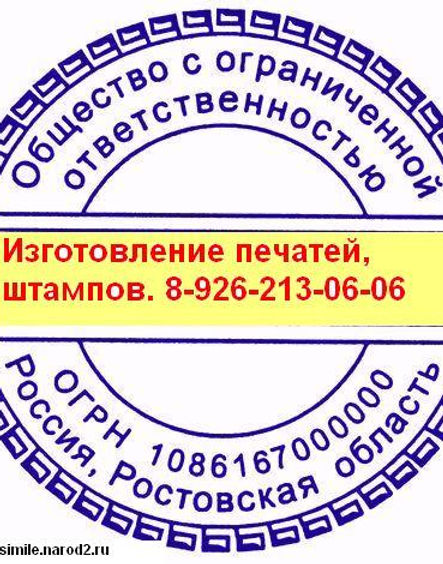 Общество с ограниченной
ответственностью
Изготовление печатей,
штампов. 8-926-213-06-06
ОГРН 1086167000000
Россия, Ростовская область
simile.narod2.ru